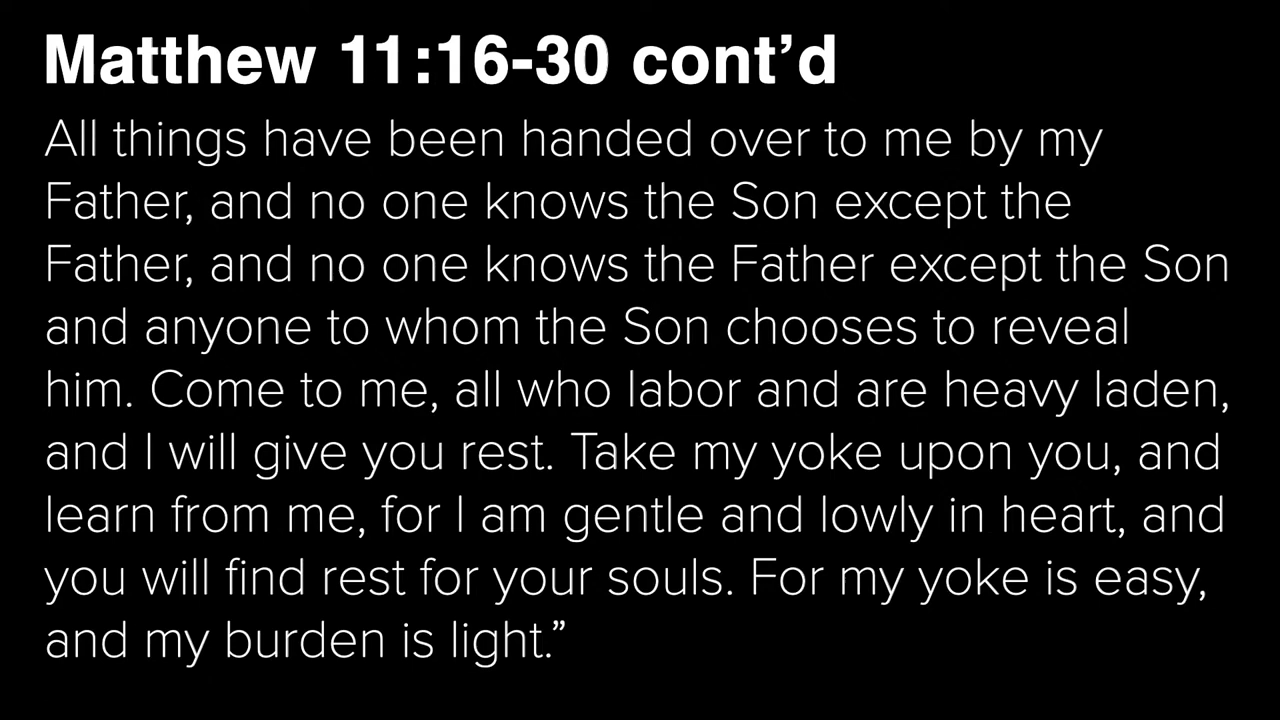 Matthew 11:16-30 cont’d
All things have been handed over to me by my
Father, and no one knows the Son except the
Father, and no one knows the Father except the Son
and anyone to whom the Son chooses to reveal
him. Come to me, all who labor and are heavy laden,
and I will give you rest. Take my yoke upon you, and
learn from me, for I am gentle and lowly in heart, and
you will find rest for your souls. For my yoke is easy,
and my burden is light.”